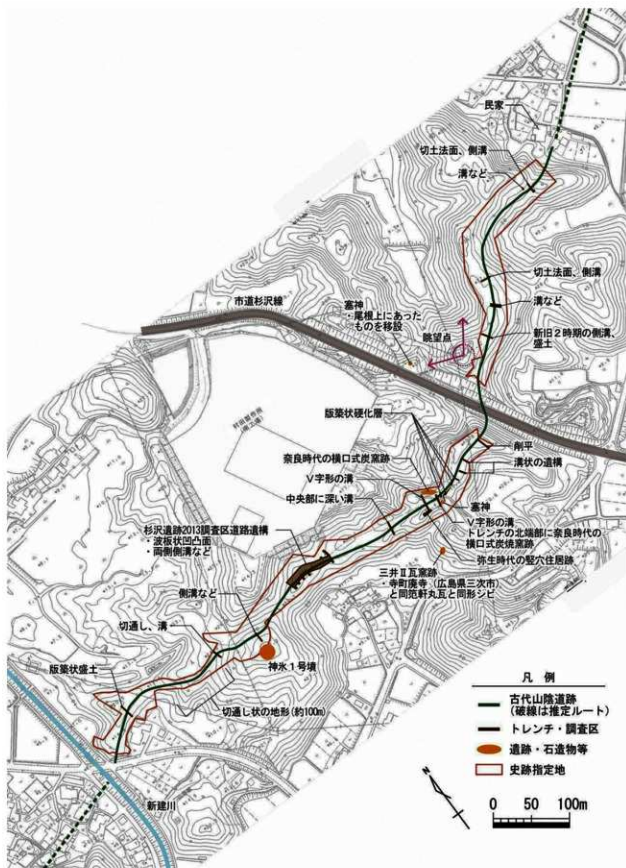 民家
切土法面、側溝
溝など
切土法面、側溝
溝など
新旧2時期の側溝、
盛土
市道杉沢線
塞神
・尾根上にあった
ものを移設
眺望点
版築状硬化層
削平
溝状の遺構
奈良時代の横口式炭窯跡
V字形の溝
中央部に深い溝
塞神
V字形の溝
トレンチの北端部に奈良時代の
横口式炭焼窯跡
弥生時代の竪穴住居跡
杉沢遺跡2013調査区道路遺構
・波板状凹凸面
・両側側溝など
三井Ⅱ瓦窯跡
・寺町廃寺（広島県三次市）
と同范軒丸瓦と同形シビ
側溝など
切通し、溝
神氷1号墳
版築状盛土
切通し状の地形(約100m)
新建川
凡 例
古代山陰道跡
(破線は推定ルート)
トレンチ・調査区
遺跡・石造物等
史跡指定地
N
0 50 100m